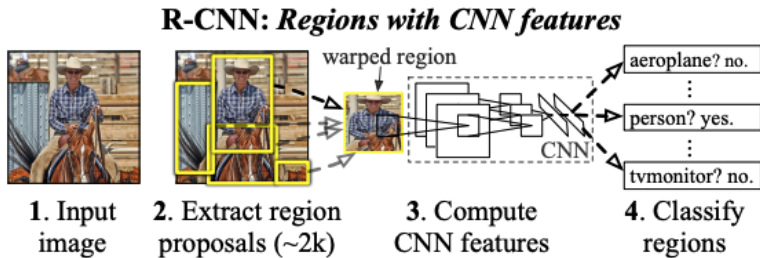 R-CNN: Regions with CNN features
warped region
aeroplane? no.
⋮
person? yes.
⋮
tvmonitor? no.
CNN
1. Input
image
2. Extract region
proposals (~2k)
3. Compute
CNN features
4. Classify
regions